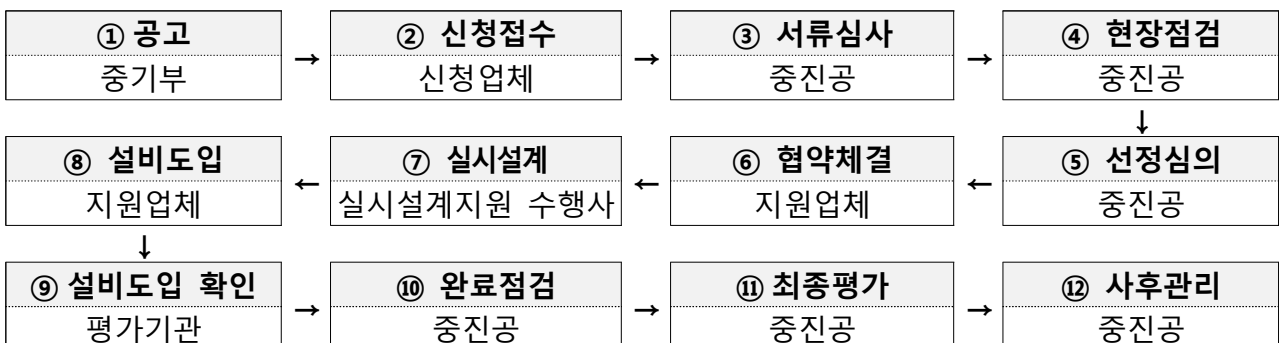 ① 공고 → ② 신청접수 → ③ 서류심사 → ④ 현장점검
중기부 신청업체 중진공 중진공
↓
⑧ 설비도입 ← ⑦ 실시설계 ← ⑥ 협약체결 ← ⑤ 선정심의
지원업체 실시설계지원 수행사 지원업체 중진공
↓
⑨ 설비도입 확인 → ⑩ 완료점검 → ⑪ 최종평가 → ⑫ 사후관리
평가기관 중진공 중진공 중진공